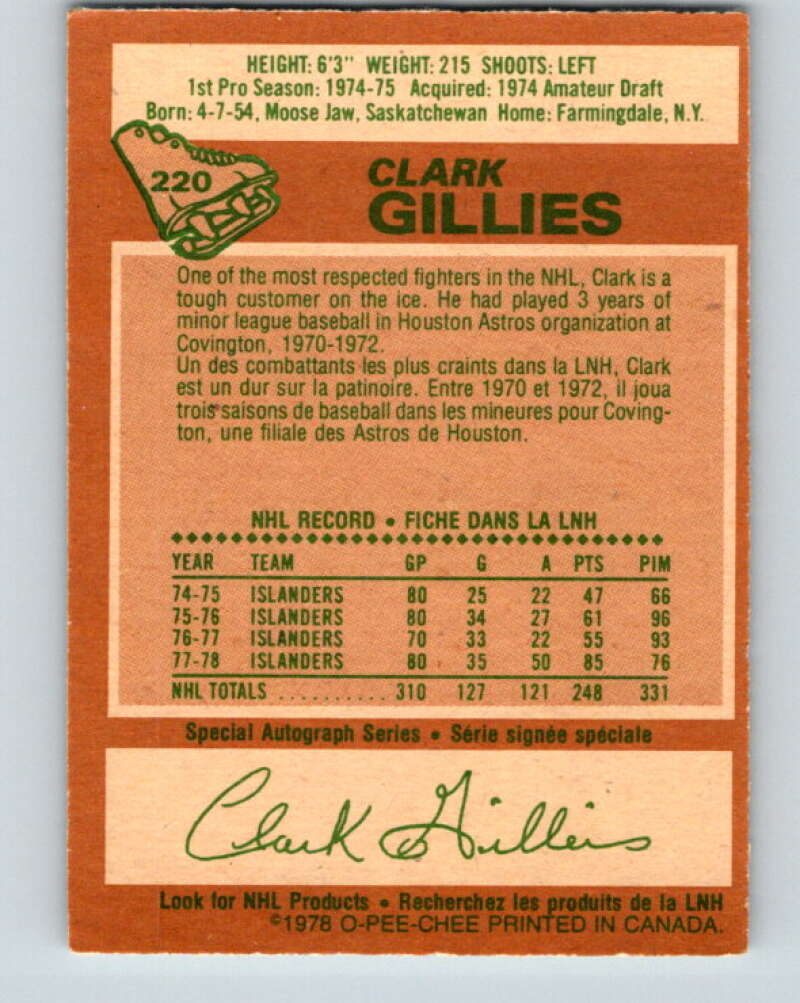 HEIGHT: 6'3" WEIGHT: 215 SHOOTS: LEFT
1st Pro Season: 1974-75 Acquired: 1974 Amateur Draft
Born: 4-7-54, Moose Jaw, Saskatchewan Home: Farmingdale, N.Y.
220
CLARK
GILLIES
One of the most respected fighters in the NHL, Clark is a
tough customer on the ice. He had played 3 years of
minor league baseball in Houston Astros organization at
Covington, 1970-1972.
Un des combattants les plus craints dans la LNH, Clark
est un dur sur la patinoire. Entre 1970 et 1972, il joua
trois saisons de baseball dans les mineures pour Coving-
ton, une filiale des Astros de Houston.
NHL RECORD • FICHE DANS LA LNH
YEAR TEAM GP G A PTS PIM
74-75 ISLANDERS 80 25 22 47 66
75-76 ISLANDERS 80 34 27 61 96
76-77 ISLANDERS 70 33 22 55 93
77-78 ISLANDERS 80 35 50 85 76
NHL TOTALS ........... 310 127 121 248 331
Special Autograph Series • Série signée spéciale
Clark Gillies
Look for NHL Products • Recherchez les produits de la LNH
©1978 O-PEE-CHEE PRINTED IN CANADA.